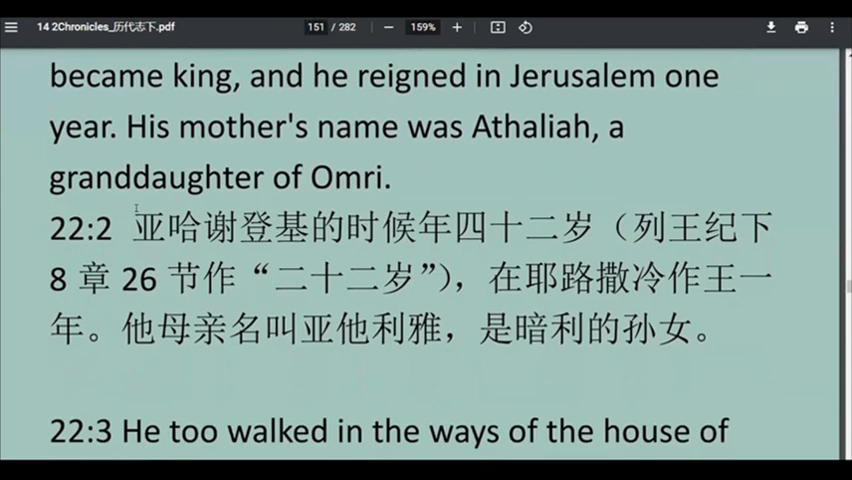 14 2Chronicles_历代志下.pdf
151 / 282
159%
became king, and he reigned in Jerusalem one
year. His mother's name was Athaliah, a
granddaughter of Omri.
22:2 亚哈谢登基的时候年四十二岁（列王纪下
8 章 26 节作“二十二岁”），在耶路撒冷作王一
年。他母亲名叫亚他利雅，是暗利的孙女。
22:3 He too walked in the ways of the house of